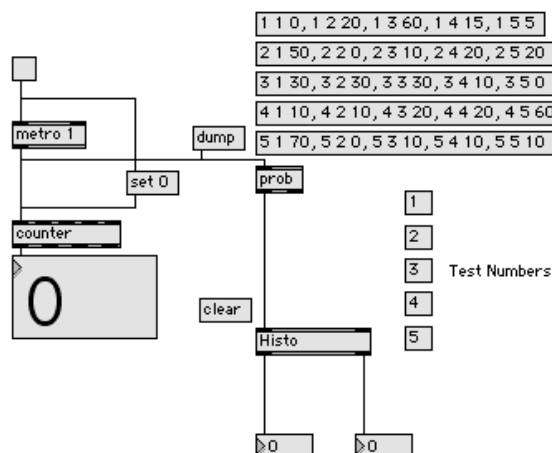 1 1 0, 1 2 20, 1 3 60, 1 4 15, 1 5 5
2 1 50, 2 2 0, 2 3 10, 2 4 20, 2 5 20
3 1 30, 3 2 30, 3 3 30, 3 4 10, 3 5 0
4 1 10, 4 2 10, 4 3 20, 4 4 20, 4 5 60
5 1 70, 5 2 0, 5 3 10, 5 4 10, 5 5 10
metro 1
dump
set 0
prob
counter
0
1
2
3 Test Numbers
4
5
clear
Histo
0 0